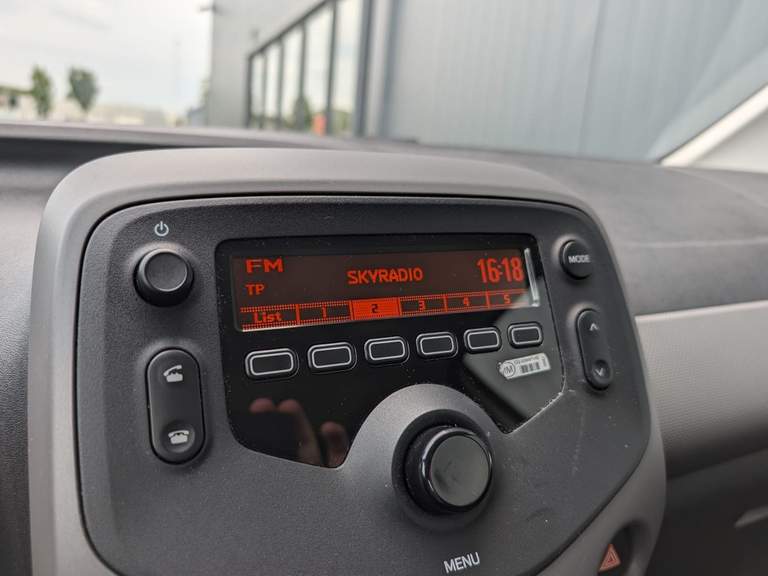 FM
SKYRADIO
16:18
TP
List 1 2 3 4 5
MODE
MENU